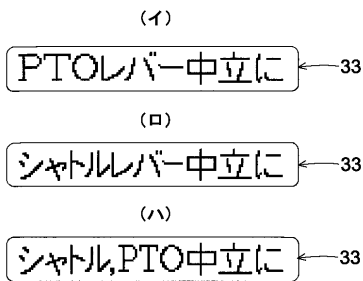 (イ)
PTOレバー中立に 33
(ロ)
シャトルレバー中立に 33
(ハ)
シャトル,PTO中立に 33